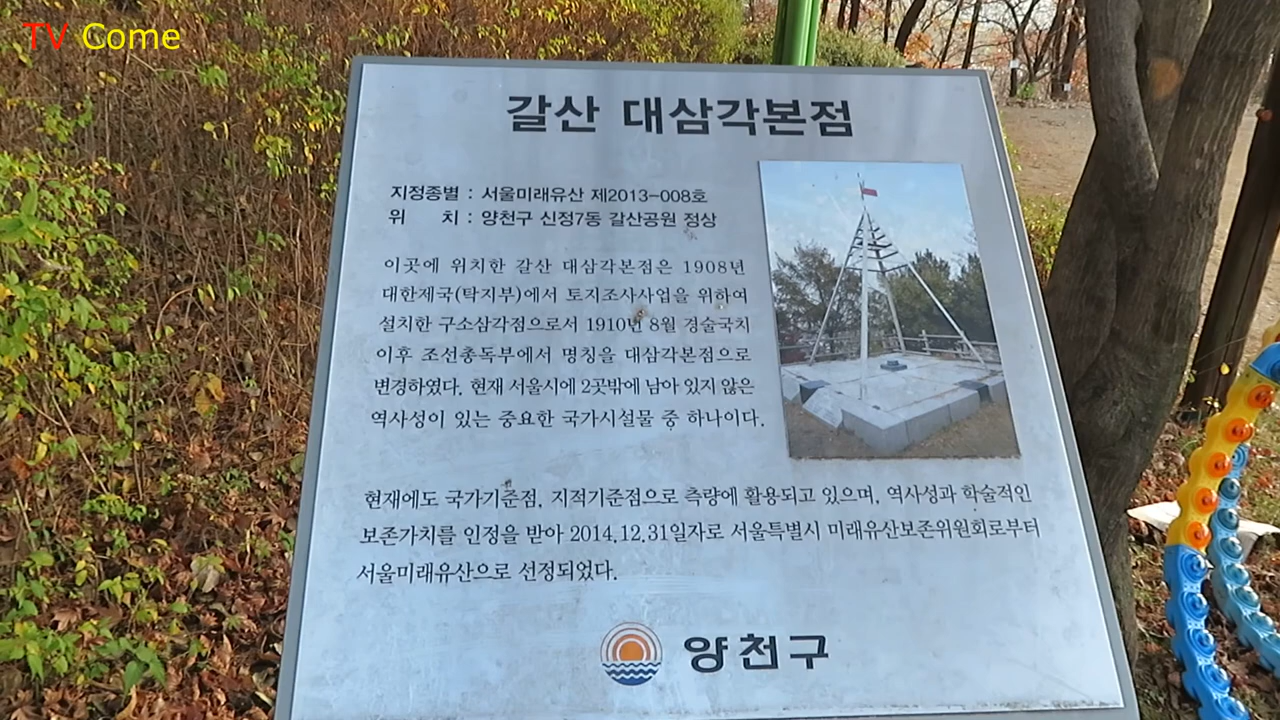 TV Come
갈산 대삼각본점
지정종별 : 서울미래유산 제2013-008호
위 치 : 양천구 신정7동 갈산공원 정상
이곳에 위치한 갈산 대삼각본점은 1908년
대한제국(탁지부)에서 토지조사사업을 위하여
설치한 구소삼각점으로서 1910년 8월 경술국치
이후 조선총독부에서 명칭을 대삼각본점으로
변경하였다. 현재 서울시에 2곳밖에 남아 있지 않은
역사성이 있는 중요한 국가시설물 중 하나이다.
현재에도 국가기준점, 지적기준점으로 측량에 활용되고 있으며, 역사성과 학술적인
보존가치를 인정을 받아 2014.12.31일자로 서울특별시 미래유산보존위원회로부터
서울미래유산으로 선정되었다.
양천구